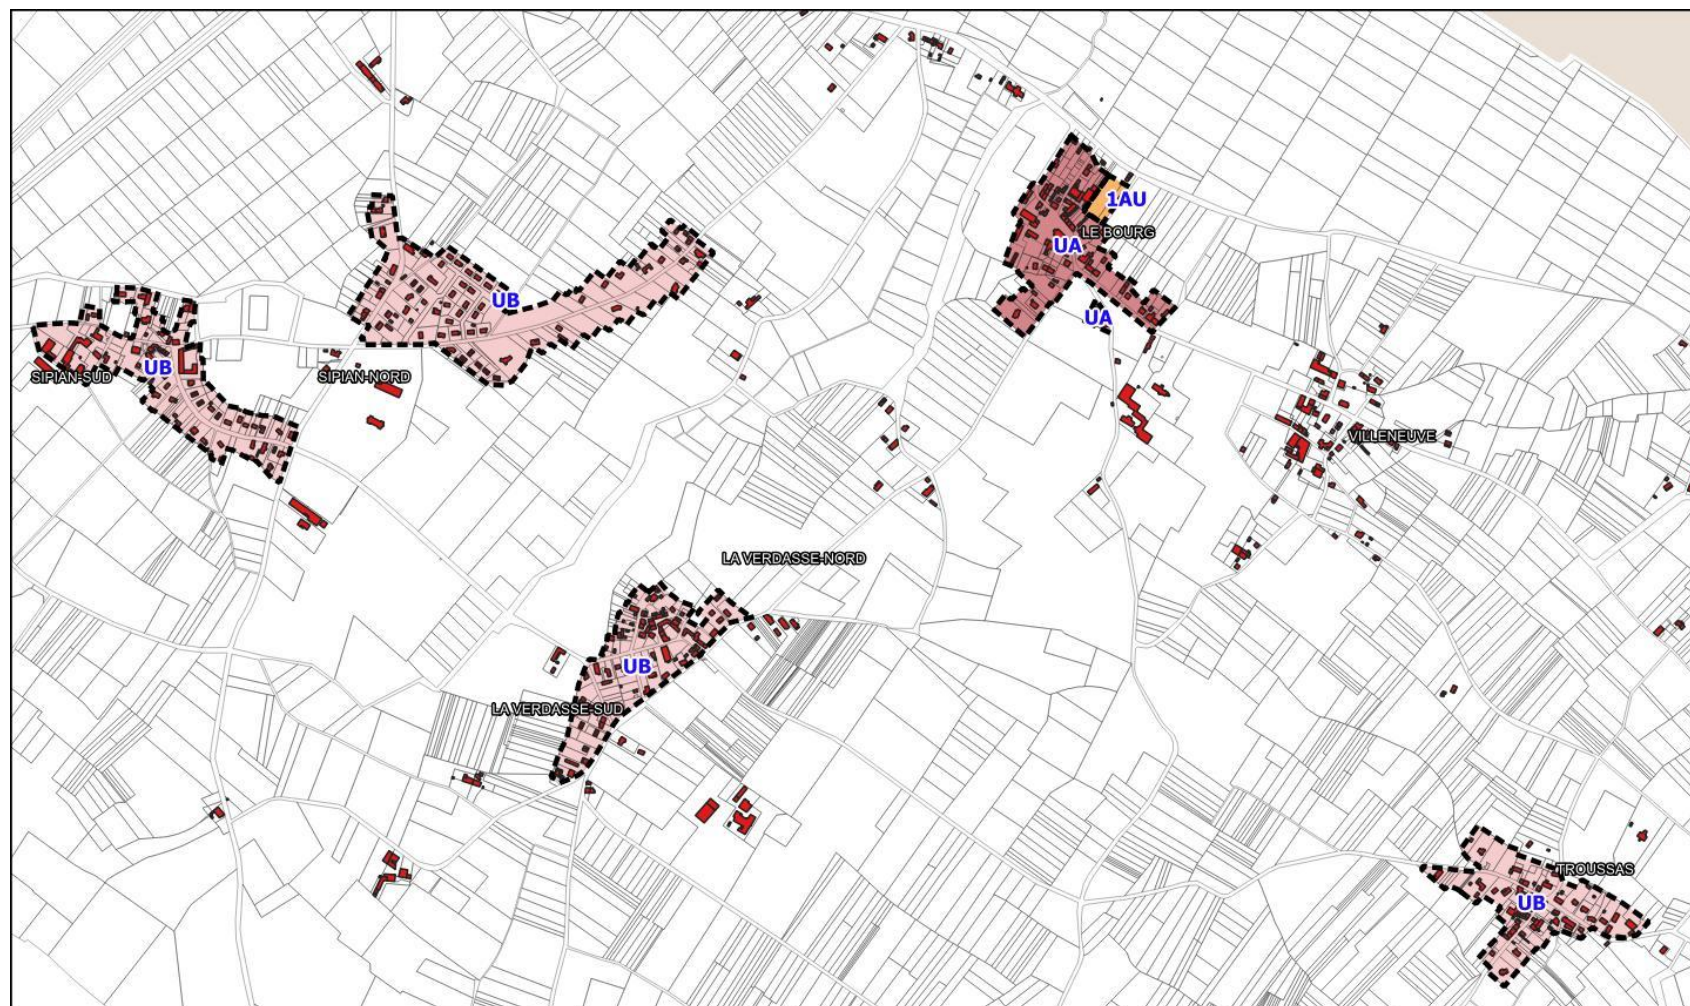 1AU
LE BOURG
UA
UB
UA
UB
SIPIAN-SUD
SIPIAN-NORD
VILLENEUVE
LA VERDASSE-NORD
UB
LA VERDASSE-SUD
TROUSSAS
UB